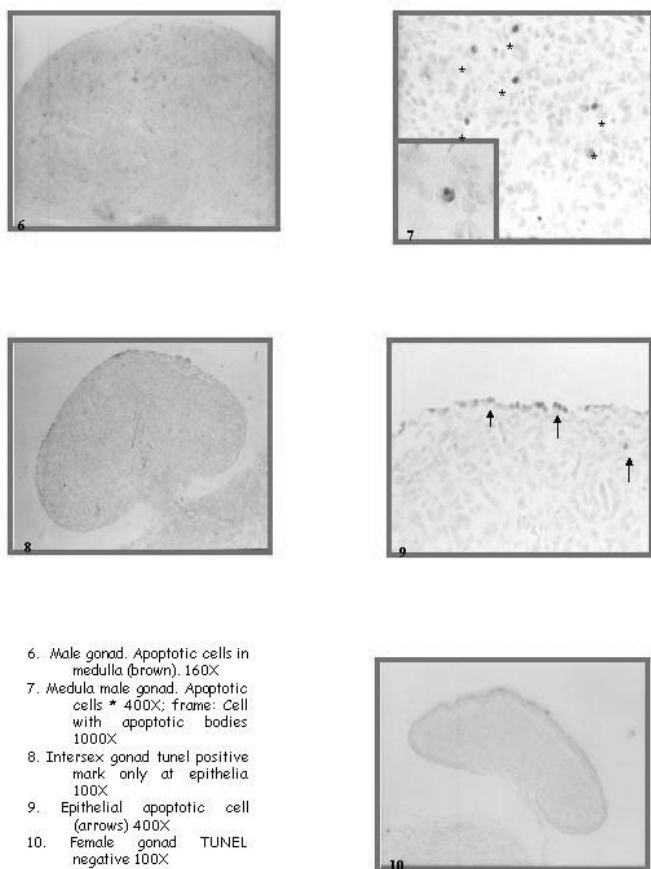 6
7
*
*
*
*
*
*
8
9
6. Male gonad. Apoptotic cells in
medulla (brown). 160X
7. Medula male gonad. Apoptotic
cells * 400X; frame: Cell
with apoptotic bodies
1000X
8. Intersex gonad tunel positive
mark only at epithelia
100X
9. Epithelial apoptotic cell
(arrows) 400X
10. Female gonad TUNEL
negative 100X
10